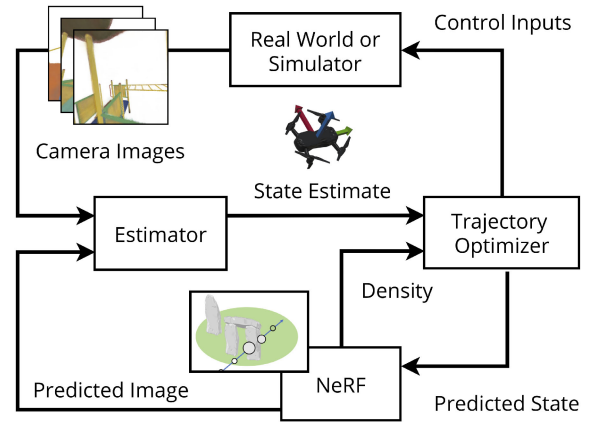 Control Inputs
Real World or
Simulator
Camera Images
State Estimate
Estimator
Trajectory
Optimizer
Density
NeRF
Predicted Image
Predicted State